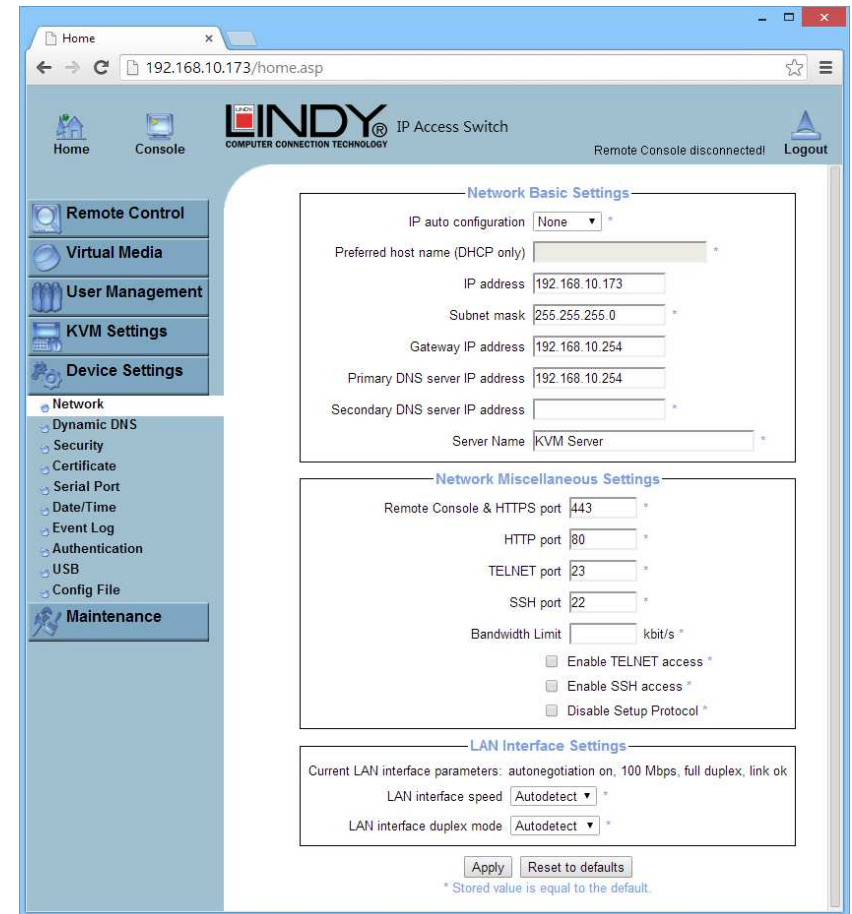 Home ×
192.168.10.173/home.asp
LINDY
LINDY® IP Access Switch
COMPUTER CONNECTION TECHNOLOGY
Home Console
Remote Console disconnected! Logout
Remote Control
Virtual Media
User Management
KVM Settings
Device Settings
Network
Dynamic DNS
Security
Certificate
Serial Port
Date/Time
Event Log
Authentication
USB
Config File
Maintenance
Network Basic Settings
IP auto configuration None *
Preferred host name (DHCP only) *
IP address 192.168.10.173
Subnet mask 255.255.255.0 *
Gateway IP address 192.168.10.254
Primary DNS server IP address 192.168.10.254
Secondary DNS server IP address *
Server Name KVM Server *
Network Miscellaneous Settings
Remote Console & HTTPS port 443 *
HTTP port 80 *
TELNET port 23 *
SSH port 22 *
Bandwidth Limit kbit/s *
Enable TELNET access *
Enable SSH access *
Disable Setup Protocol *
LAN Interface Settings
Current LAN interface parameters: autonegotiation on, 100 Mbps, full duplex, link ok
LAN interface speed Autodetect *
LAN interface duplex mode Autodetect *
Apply Reset to defaults
* Stored value is equal to the default.